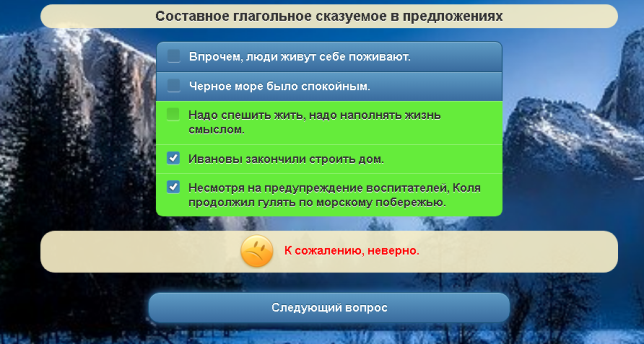 Составное глагольное сказуемое в предложениях
Впрочем, люди живут себе поживают.
Черное море было спокойным.
Надо спешить жить, надо наполнять жизнь
смыслом.
Ивановы закончили строить дом.
Несмотря на предупреждение воспитателей, Коля
продолжил гулять по морскому побережью.
К сожалению, неверно.
Следующий вопрос